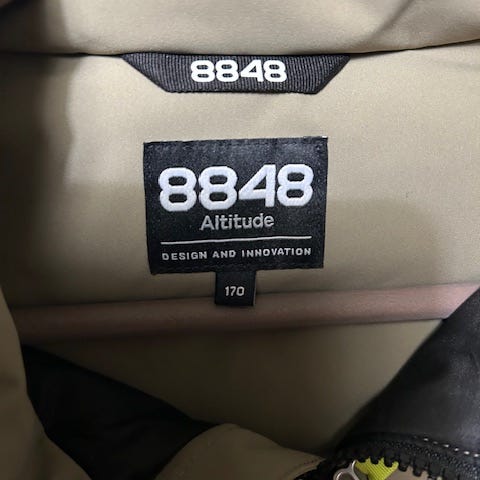 8848
8848
Altitude
DESIGN AND INNOVATION
170